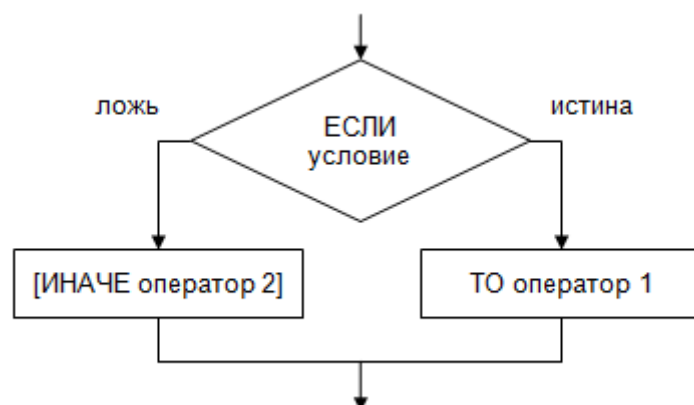 ложь
истина
ЕСЛИ
условие
[ИНАЧЕ оператор 2]
ТО оператор 1